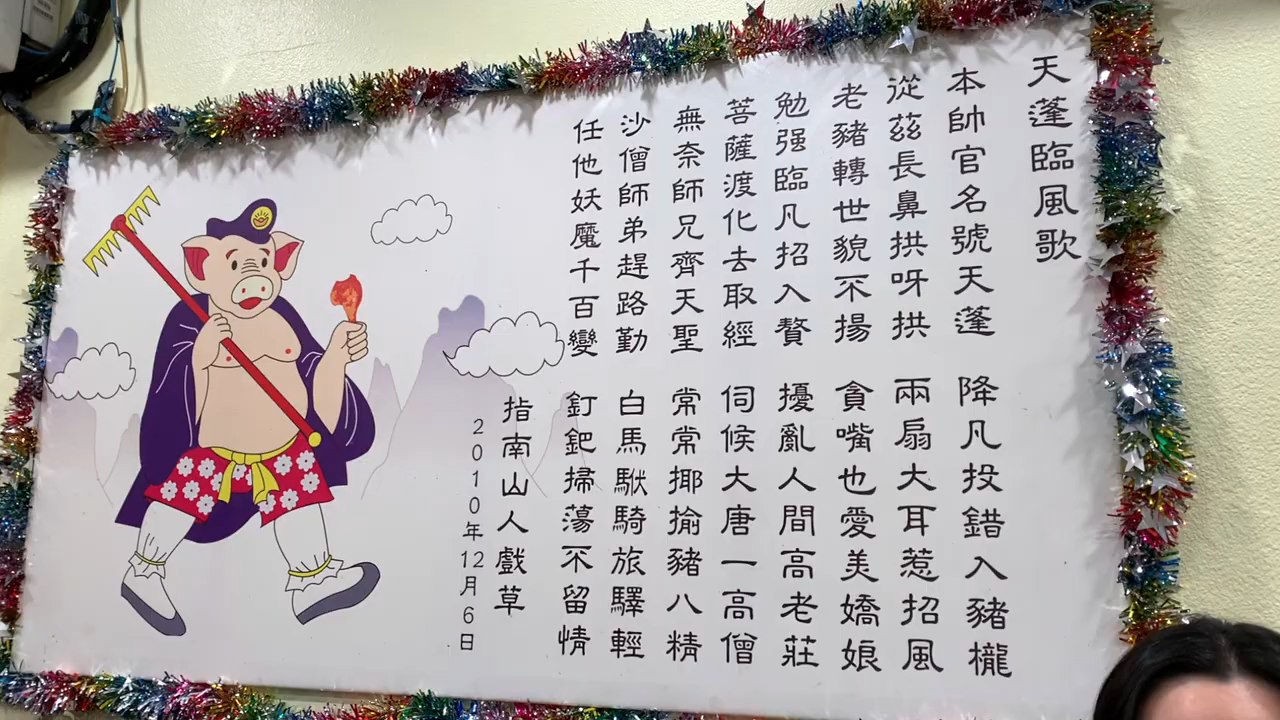 天蓬臨風歌
本帥官名號天蓬 降凡投錯入豬櫳
從茲長鼻拱呀拱 兩扇大耳惹招風
老豬轉世貌不揚 貪嘴也愛美嬌娘
勉强臨凡招入贅 擾亂人間高老莊
菩薩渡化去取經 伺候大唐一高僧
無奈師兄齊天聖 常常揶揄豬八精
沙僧師弟趕路勤 白馬馱騎旅驛輕
任他妖魔千百變 釘鈀掃蕩不留情
指南山人戲草
2010年12月6日